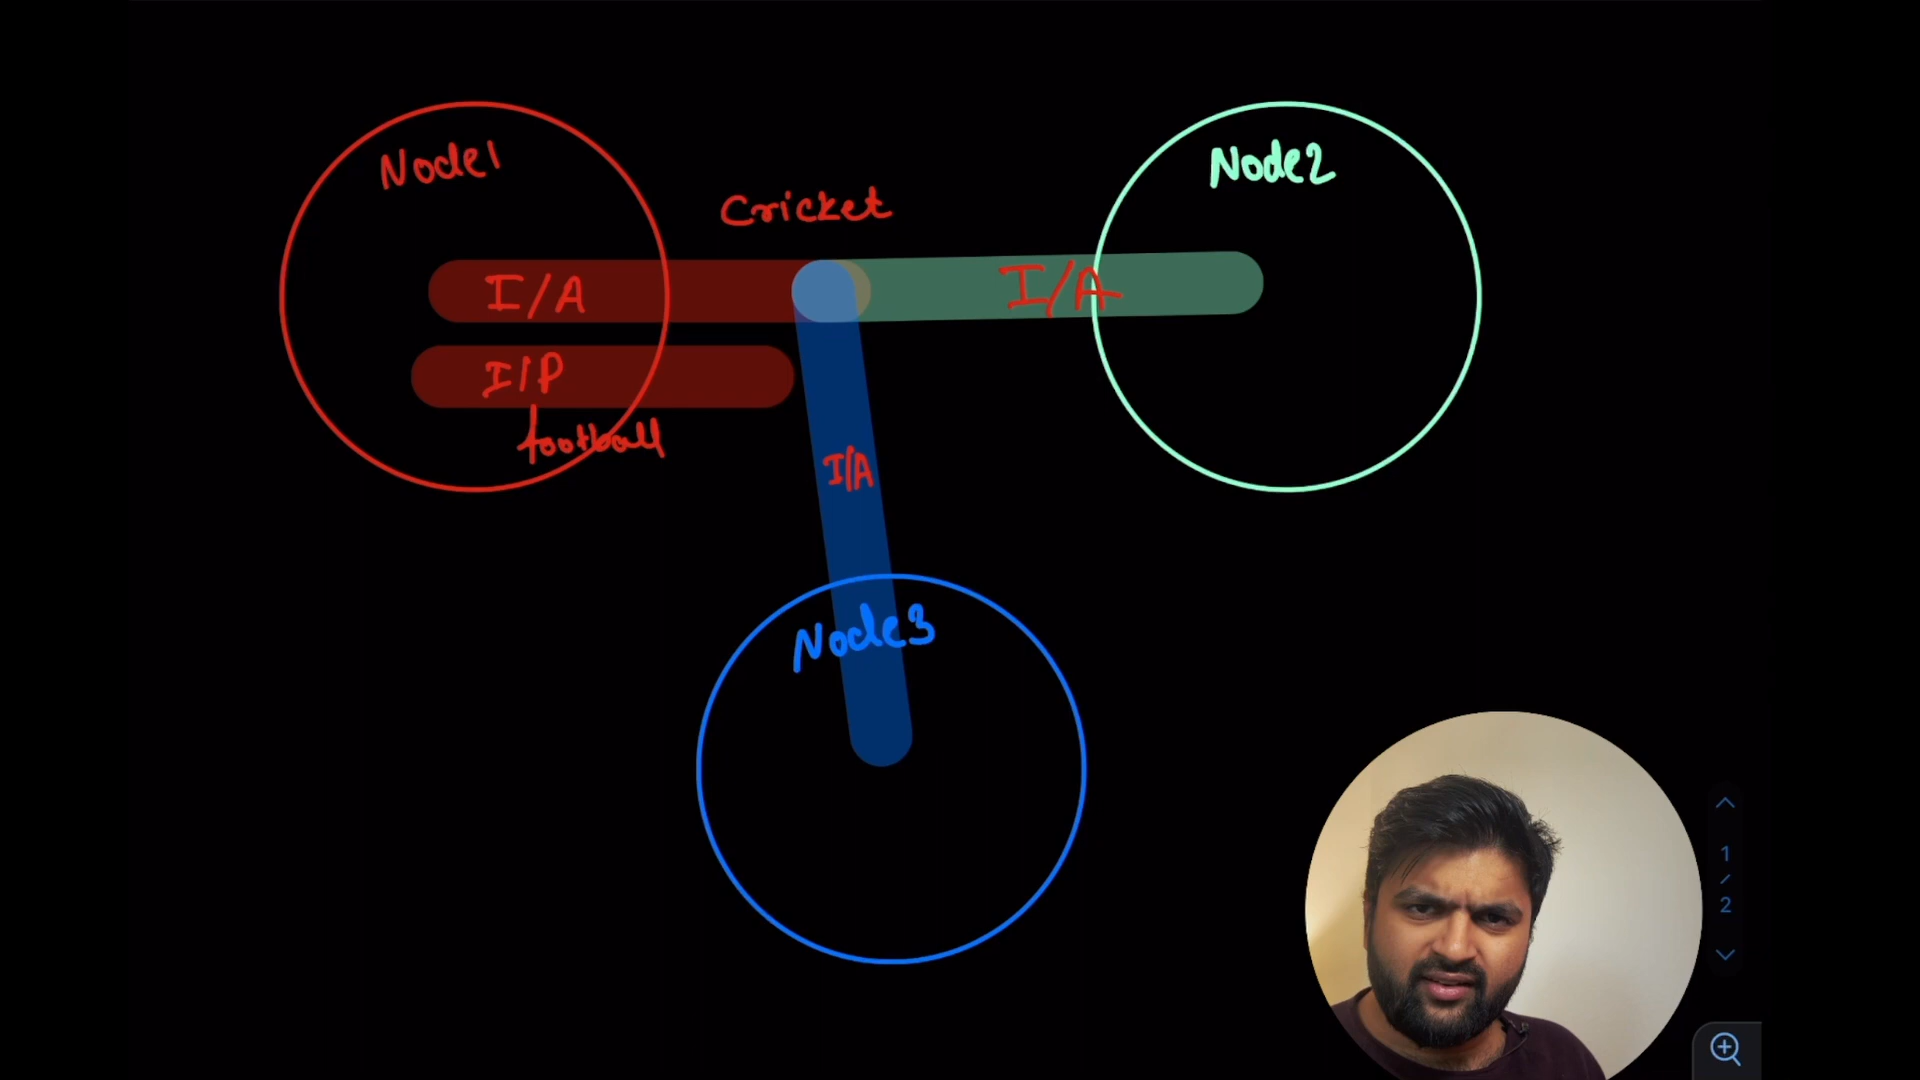 Node1
Node2
Cricket
I/A
I/A
I/P
football
I/A
Node3
1
/
2